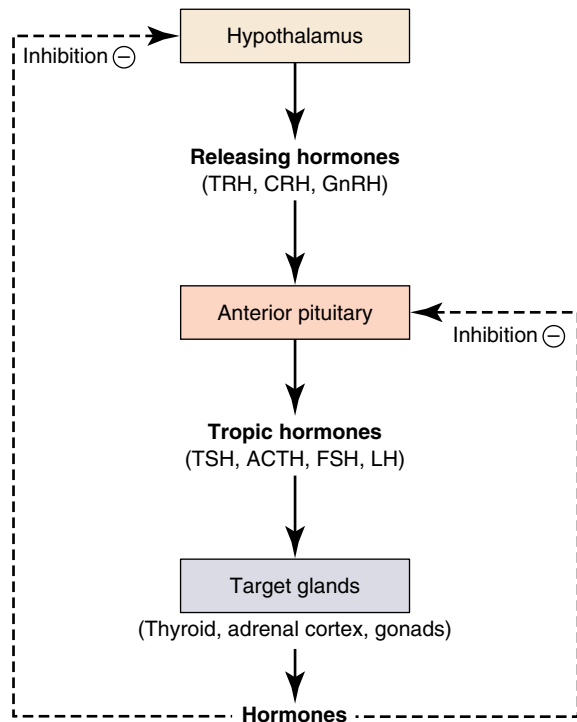 Hypothalamus
Inhibition −
Releasing hormones
(TRH, CRH, GnRH)
Anterior pituitary
Inhibition −
Tropic hormones
(TSH, ACTH, FSH, LH)
Target glands
(Thyroid, adrenal cortex, gonads)
Hormones